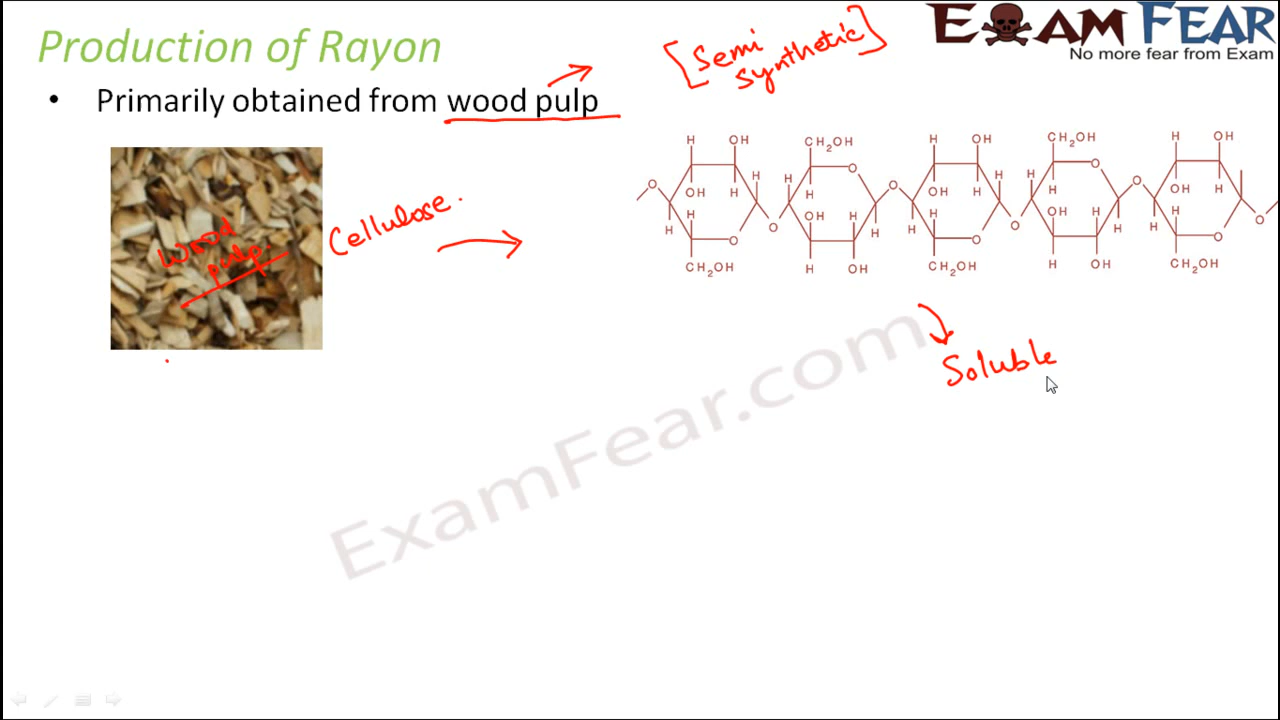 Production of Rayon
[Semi
Synthetic]
EXAM FEAR
No more fear from Exam
• Primarily obtained from wood pulp
Wood
pulp.
Cellulose.
H OH CH₂OH H OH CH₂OH H OH
O OH H H H H O H O OH H H H H O H O OH H H
H H O OH H H H H O OH H H H H O
CH₂OH H OH CH₂OH H OH CH₂OH
Soluble
ExamFear.com